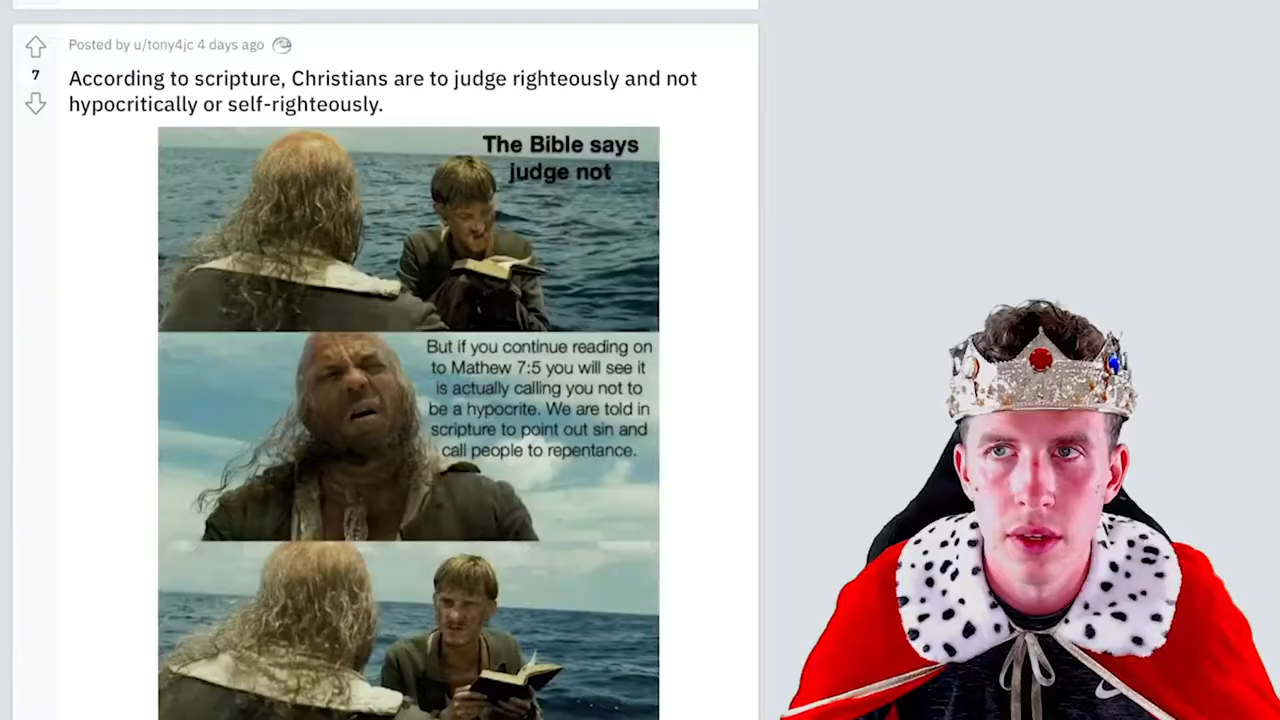 Posted by u/tony4jc 4 days ago
7
According to scripture, Christians are to judge righteously and not
hypocritically or self-righteously.
The Bible says
judge not
But if you continue reading on
to Mathew 7:5 you will see it
is actually calling you not to
be a hypocrite. We are told in
scripture to point out sin and
call people to repentance.